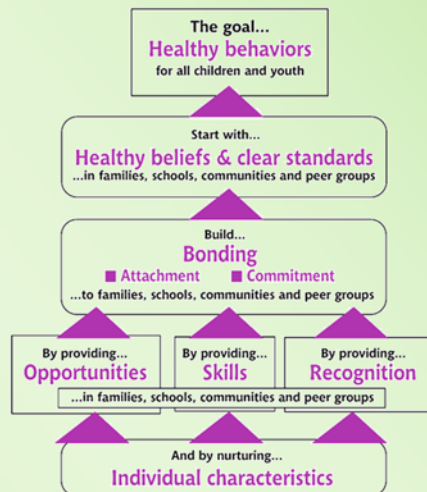 The goal...
Healthy behaviors
for all children and youth
Start with...
Healthy beliefs & clear standards
...in families, schools, communities and peer groups
Build...
Bonding
■ Attachment ■ Commitment
...to families, schools, communities and peer groups
By providing... By providing... By providing...
Opportunities Skills Recognition
...in families, schools, communities and peer groups
And by nurturing...
Individual characteristics